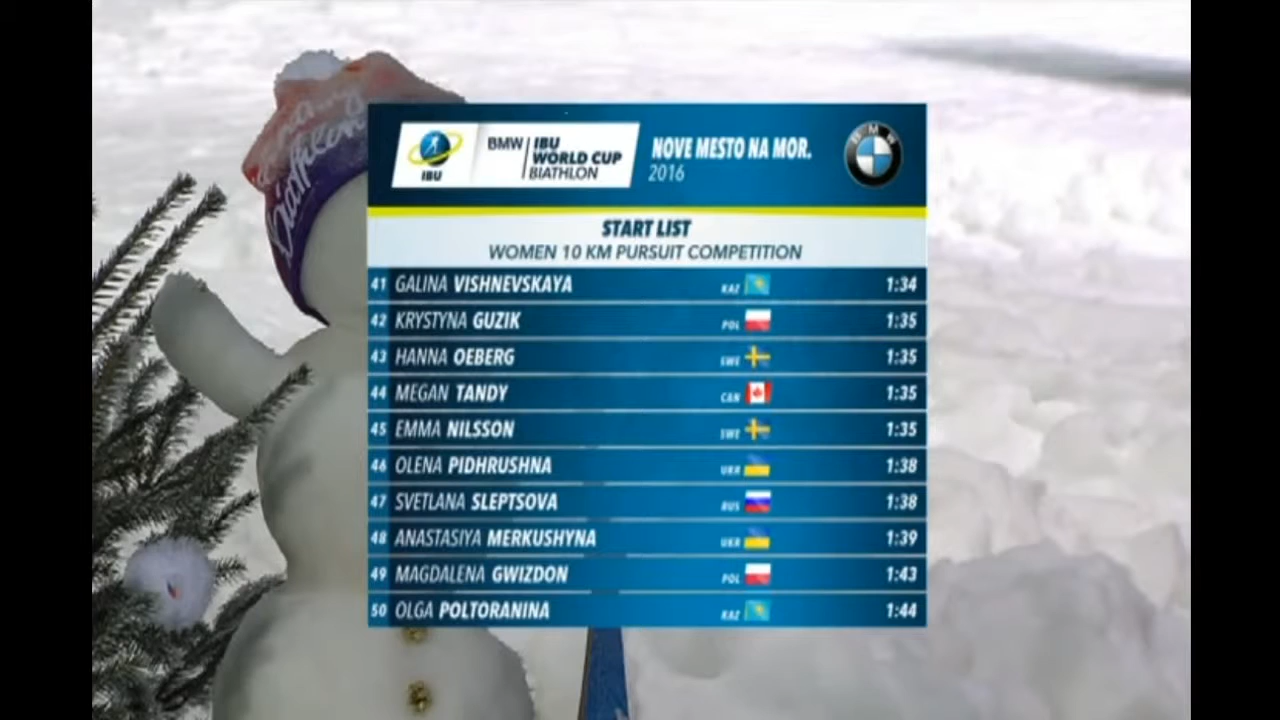 Biathlon
IBU
BMW IBU WORLD CUP BIATHLON
NOVE MESTO NA MOR.
2016
BMW
START LIST
WOMEN 10 KM PURSUIT COMPETITION
41 GALINA VISHNEVSKAYA KAZ 1:34
42 KRYSTYNA GUZIK POL 1:35
43 HANNA OEBERG SWE 1:35
44 MEGAN TANDY CAN 1:35
45 EMMA NILSSON SWE 1:35
46 OLENA PIDHRUSHNA UKR 1:38
47 SVETLANA SLEPTSOVA RUS 1:38
48 ANASTASIYA MERKUSHYNA UKR 1:39
49 MAGDALENA GWIZDON POL 1:43
50 OLGA POLTORANINA KAZ 1:44